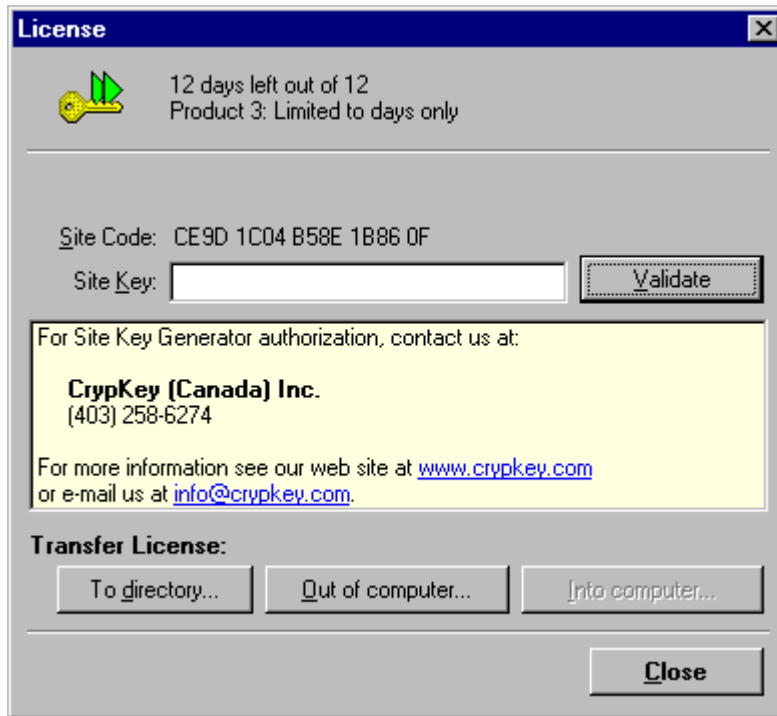 License
12 days left out of 12
Product 3: Limited to days only
Site Code: CE9D 1C04 B58E 1B86 0F
Site Key:
Validate
For Site Key Generator authorization, contact us at:
CrypKey (Canada) Inc.
(403) 258-6274
For more information see our web site at www.crypkey.com
or e-mail us at info@crypkey.com.
Transfer License:
To directory... Out of computer... Into computer...
Close